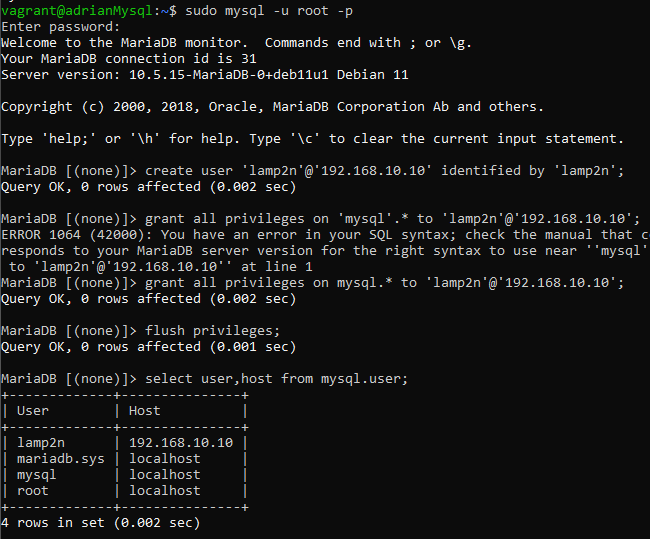 vagrant@adrianMysql:~$ sudo mysql -u root -p
Enter password:
Welcome to the MariaDB monitor.  Commands end with ; or \g.
Your MariaDB connection id is 31
Server version: 10.5.15-MariaDB-0+deb11u1 Debian 11

Copyright (c) 2000, 2018, Oracle, MariaDB Corporation Ab and others.

Type 'help;' or '\h' for help. Type '\c' to clear the current input statement.

MariaDB [(none)]> create user 'lamp2n'@'192.168.10.10' identified by 'lamp2n';
Query OK, 0 rows affected (0.002 sec)

MariaDB [(none)]> grant all privileges on 'mysql'.* to 'lamp2n'@'192.168.10.10';
ERROR 1064 (42000): You have an error in your SQL syntax; check the manual that c
responds to your MariaDB server version for the right syntax to use near ''mysql'
 to 'lamp2n'@'192.168.10.10'' at line 1
MariaDB [(none)]> grant all privileges on mysql.* to 'lamp2n'@'192.168.10.10';
Query OK, 0 rows affected (0.002 sec)

MariaDB [(none)]> flush privileges;
Query OK, 0 rows affected (0.001 sec)

MariaDB [(none)]> select user,host from mysql.user;
+-------------+---------------+
| User        | Host          |
+-------------+---------------+
| lamp2n      | 192.168.10.10 |
| mariadb.sys | localhost     |
| mysql       | localhost     |
| root        | localhost     |
+-------------+---------------+
4 rows in set (0.002 sec)